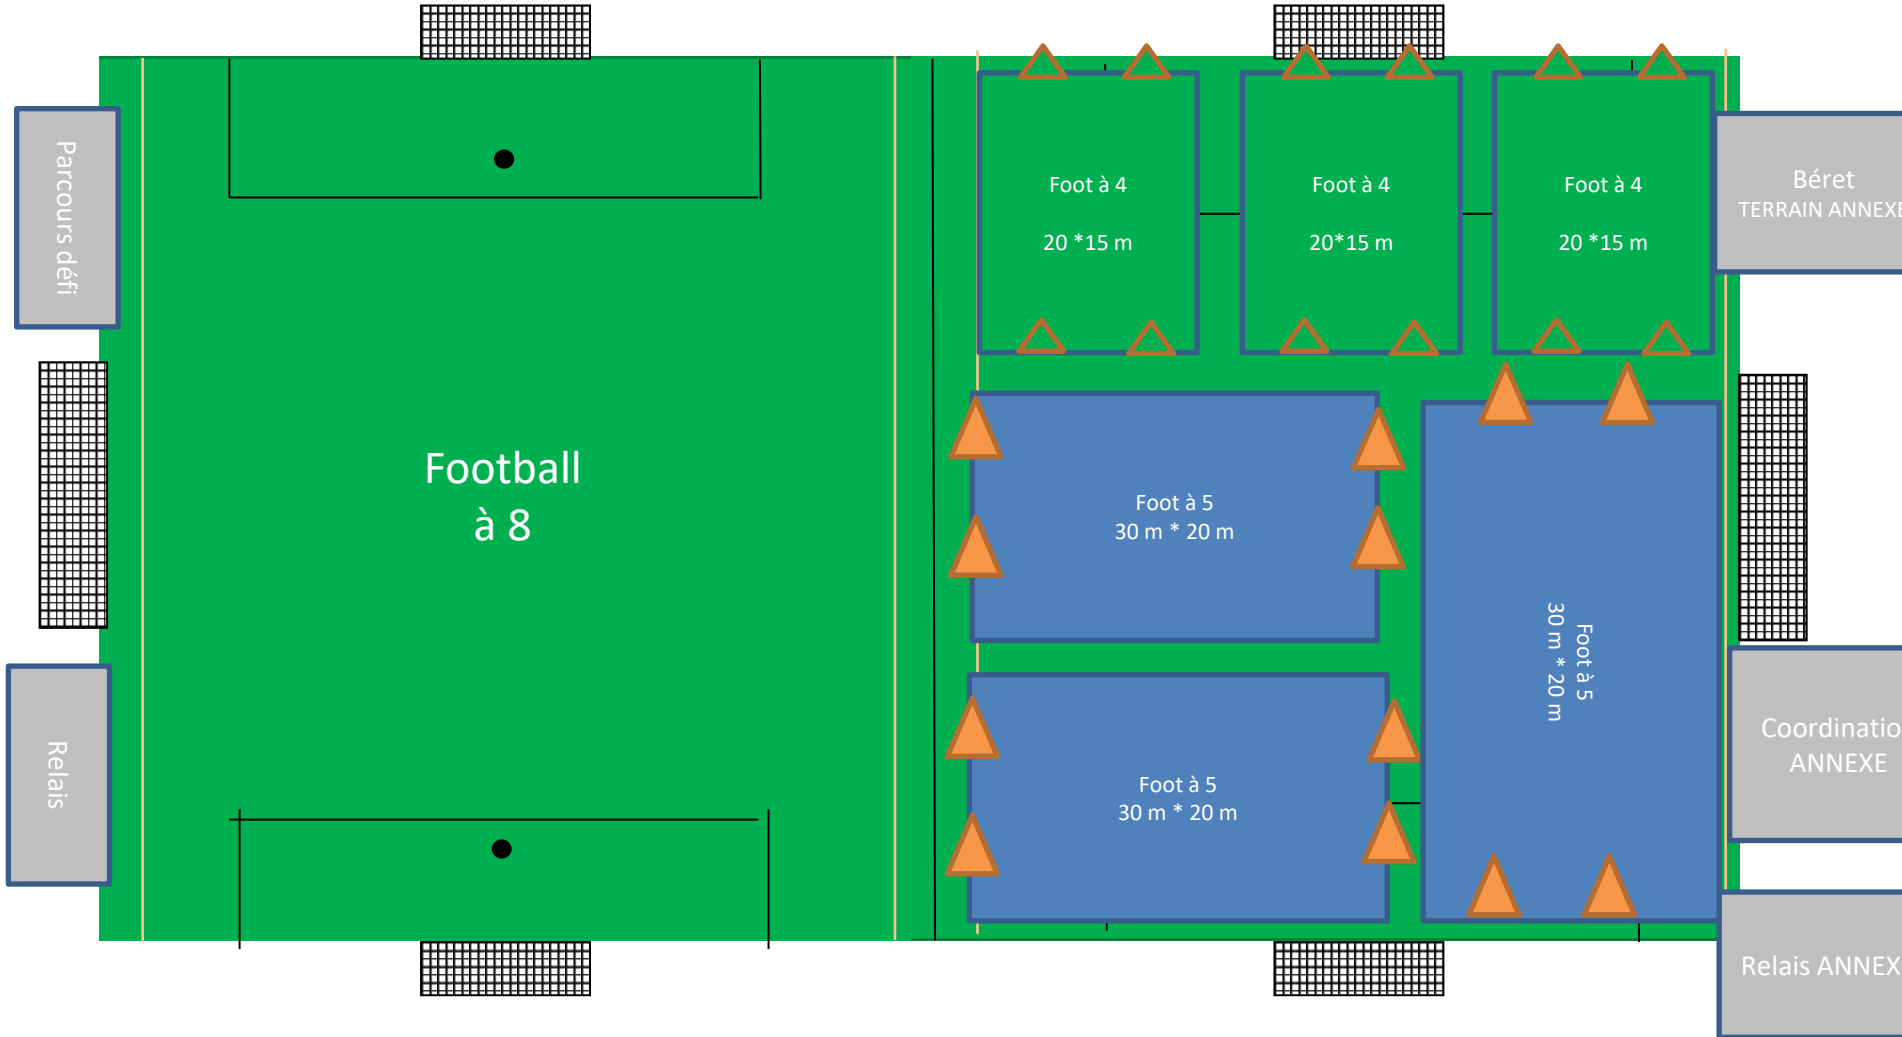 Parcours défi
Relais
Football
à 8
Foot à 4
20 *15 m
Foot à 4
20*15 m
Foot à 4
20 *15 m
Foot à 5
30 m * 20 m
Foot à 5
30 m * 20 m
Foot à 5
30 m * 20 m
Béret
TERRAIN ANNEXE
Coordinatio
ANNEXE
Relais ANNEX